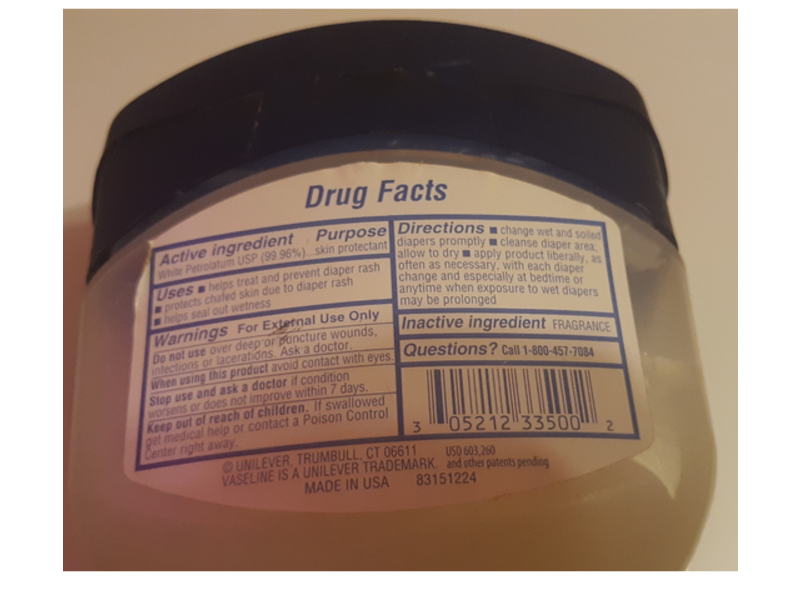 Drug Facts
Active ingredient Purpose
White Petrolatum USP (99.96%)...skin protectant
Uses ■ helps treat and prevent diaper rash
■ protects chafed skin due to diaper rash
■ helps seal out wetness
Warnings For External Use Only
Do not use over deep or puncture wounds,
infections or lacerations. Ask a doctor.
When using this product avoid contact with eyes.
Stop use and ask a doctor if condition
worsens or does not improve within 7 days.
Keep out of reach of children. If swallowed
get medical help or contact a Poison Control
Center right away.
Directions ■ change wet and soiled
diapers promptly ■ cleanse diaper area,
allow to dry ■ apply product liberally, as
often as necessary, with each diaper
change and especially at bedtime or
anytime when exposure to wet diapers
may be prolonged
Inactive ingredient FRAGRANCE
Questions? Call 1-800-457-7084
3 05212 33500 2
© UNILEVER, TRUMBULL, CT 06611 USD 603,260
VASELINE IS A UNILEVER TRADEMARK. and other patents pending
MADE IN USA 83151224